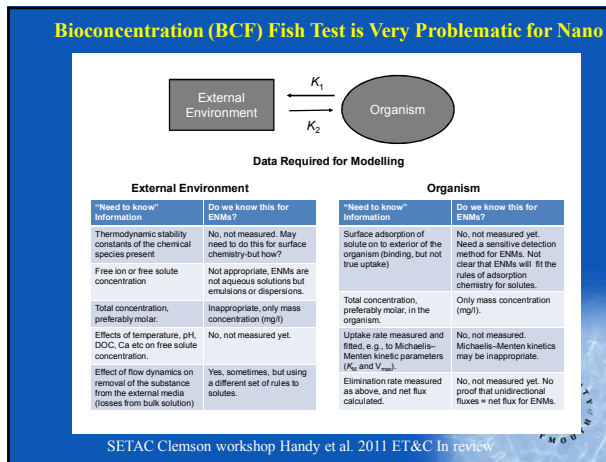 Bioconcentration (BCF) Fish Test is Very Problematic for Nano
K1
External
Environment
Organism
K2
Data Required for Modelling
External Environment
"Need to know"
Information
Do we know this for
ENMs?
Thermodynamic stability
constants of the chemical
species present
No, not measured. May
need to do this for surface
chemistry-but how?
Free ion or free solute
concentration
Not appropriate, ENMs are
not aqueous solutions but
emulsions or dispersions.
Total concentration,
preferably molar.
Inappropriate, only mass
concentration (mg/l)
Effects of temperature, pH,
DOC, Ca etc on free solute
concentration.
No, not measured yet.
Effect of flow dynamics on
removal of the substance
from the external media
(losses from bulk solution)
Yes, sometimes, but using
a different set of rules to
solutes.
Organism
"Need to know"
Information
Do we know this for
ENMs?
Surface adsorption of
solute on to exterior of the
organism (binding, but not
true uptake)
No, not measured yet.
Need a sensitive detection
method for ENMs. Not
clear that ENMs will fit the
rules of adsorption
chemistry for solutes.
Total concentration,
preferably molar, in the
organism.
Only mass concentration
(mg/l).
Uptake rate measured and
fitted, e.g., to Michaelis–
Menten kinetic parameters
(KM and Vmax).
No, not measured.
Michaelis–Menten kinetics
may be inappropriate.
Elimination rate measured
as above, and net flux
calculated.
No, not measured yet. No
proof that unidirectional
fluxes = net flux for ENMs.
SETAC Clemson workshop Handy et al. 2011 ET&C In review